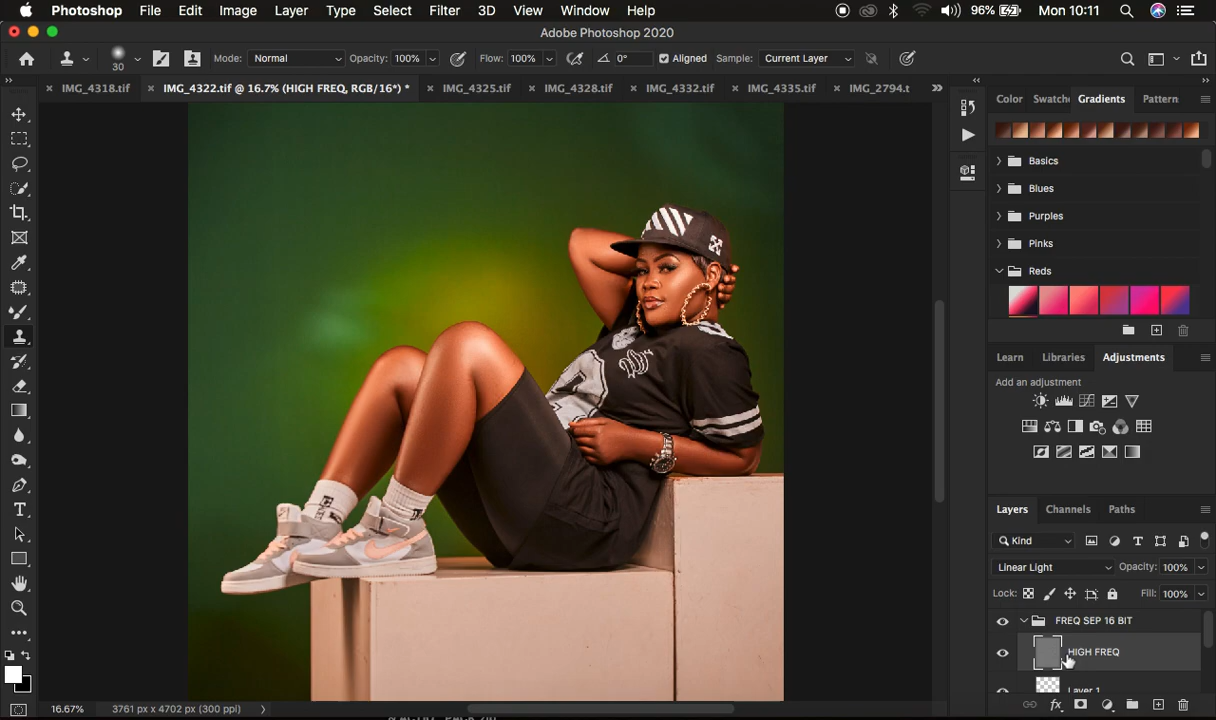 Photoshop File Edit Image Layer Type Select Filter 3D View Window Help 96% Mon 10:11
Adobe Photoshop 2020
30 Mode: Normal Opacity: 100% Flow: 100% 0° Aligned Sample: Current Layer
IMG_4318.tif IMG_4322.tif @ 16.7% (HIGH FREQ, RGB/16*) * IMG_4325.tif IMG_4328.tif IMG_4332.tif IMG_4335.tif IMG_2794.t
Color Swatche Gradients Pattern
Basics
Blues
Purples
Pinks
Reds
Learn Libraries Adjustments
Add an adjustment
Layers Channels Paths
Kind
Linear Light Opacity: 100%
Lock: Fill: 100%
FREQ SEP 16 BIT
HIGH FREQ
Layer 1
16.67% 3761 px x 4702 px (300 ppi)